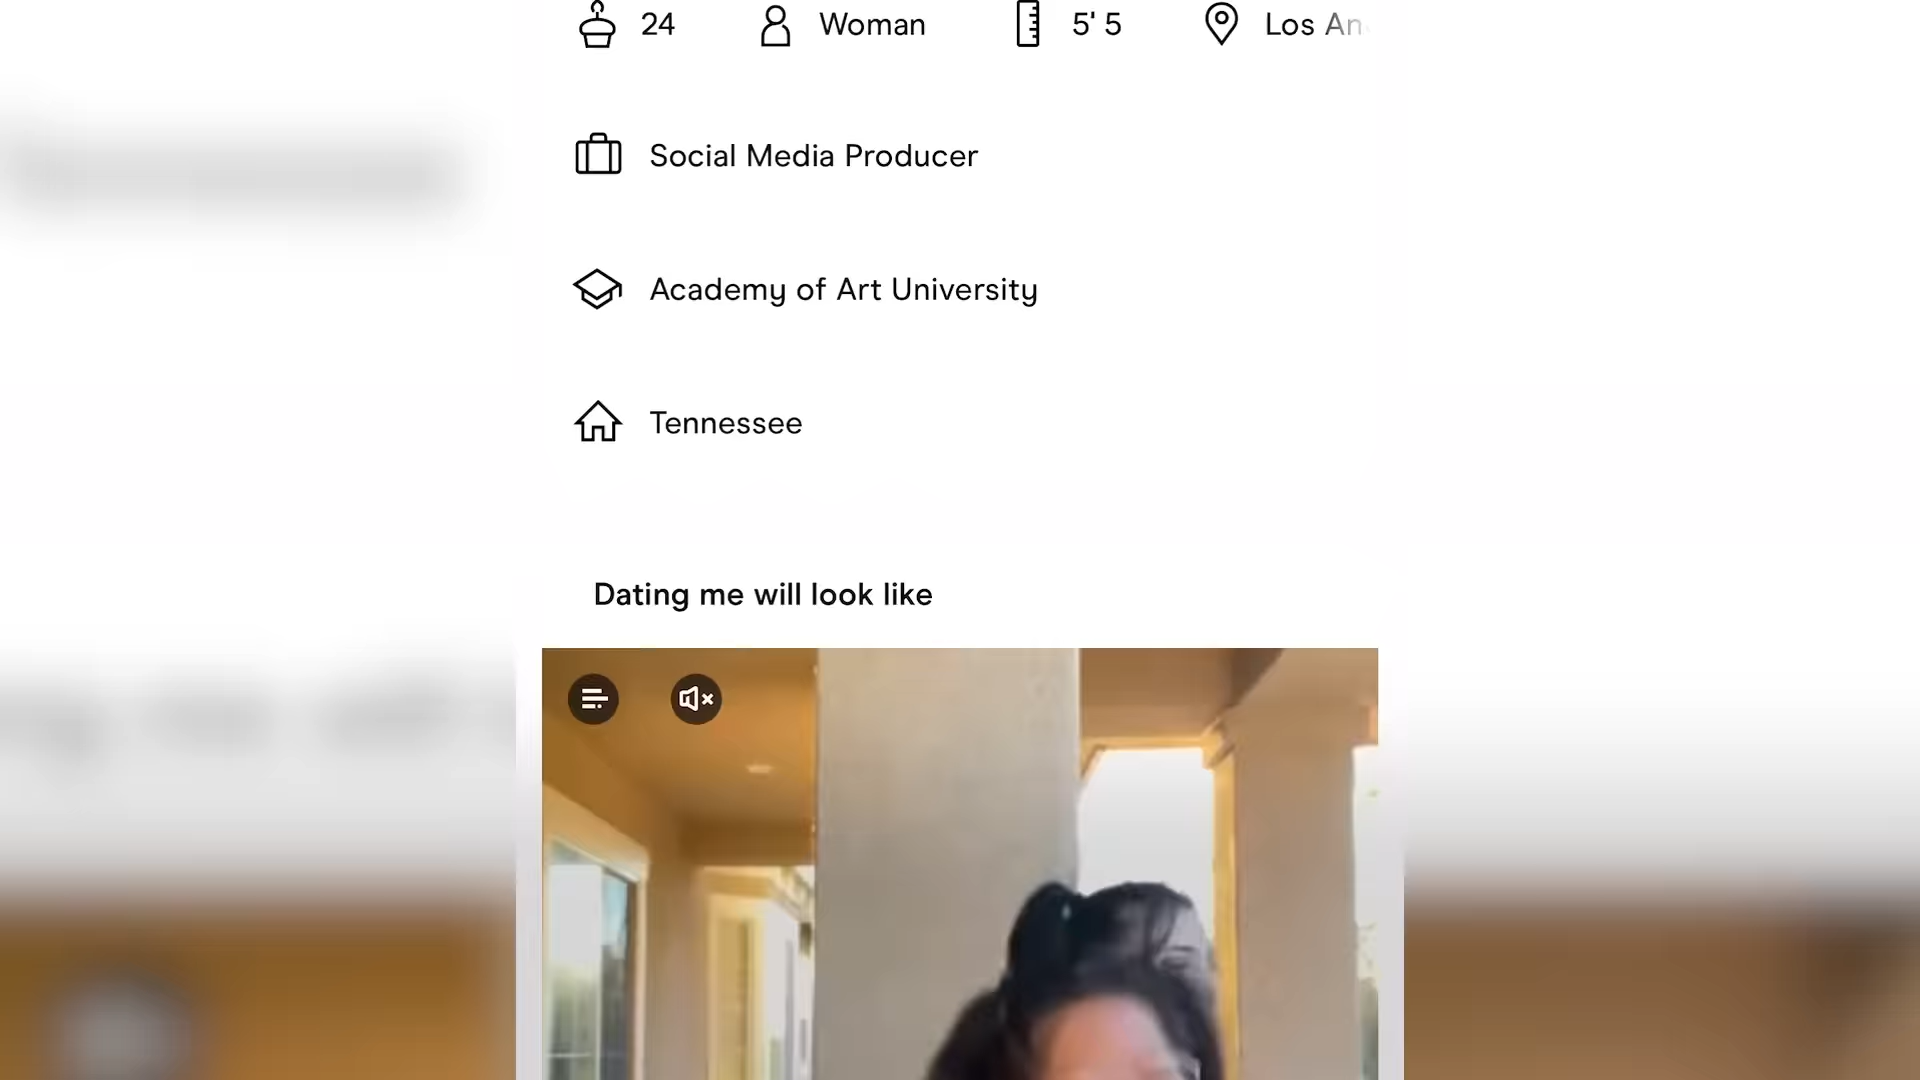 24 Woman 5' 5 Los An
Social Media Producer
Academy of Art University
Tennessee
Dating me will look like